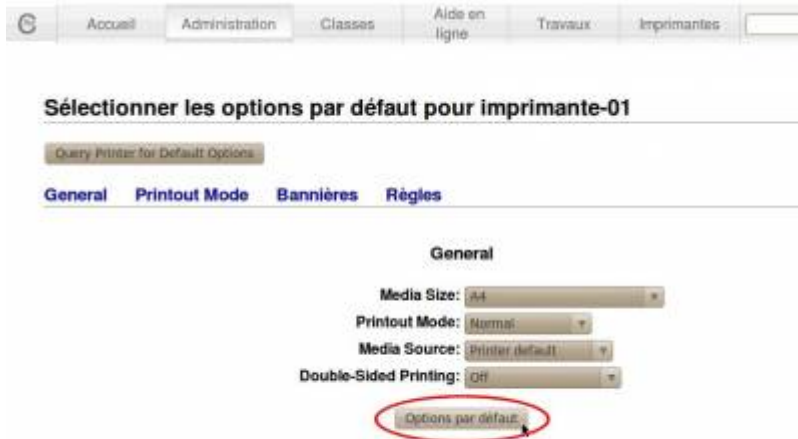 Accueil Administration Classes Aide en ligne Travaux Imprimantes
Sélectionner les options par défaut pour imprimante-01
Query Printer for Default Options
General Printout Mode Bannières Règles
General
Media Size: A4
Printout Mode: Normal
Media Source: Printer default
Double-Sided Printing: Off
Options par défaut